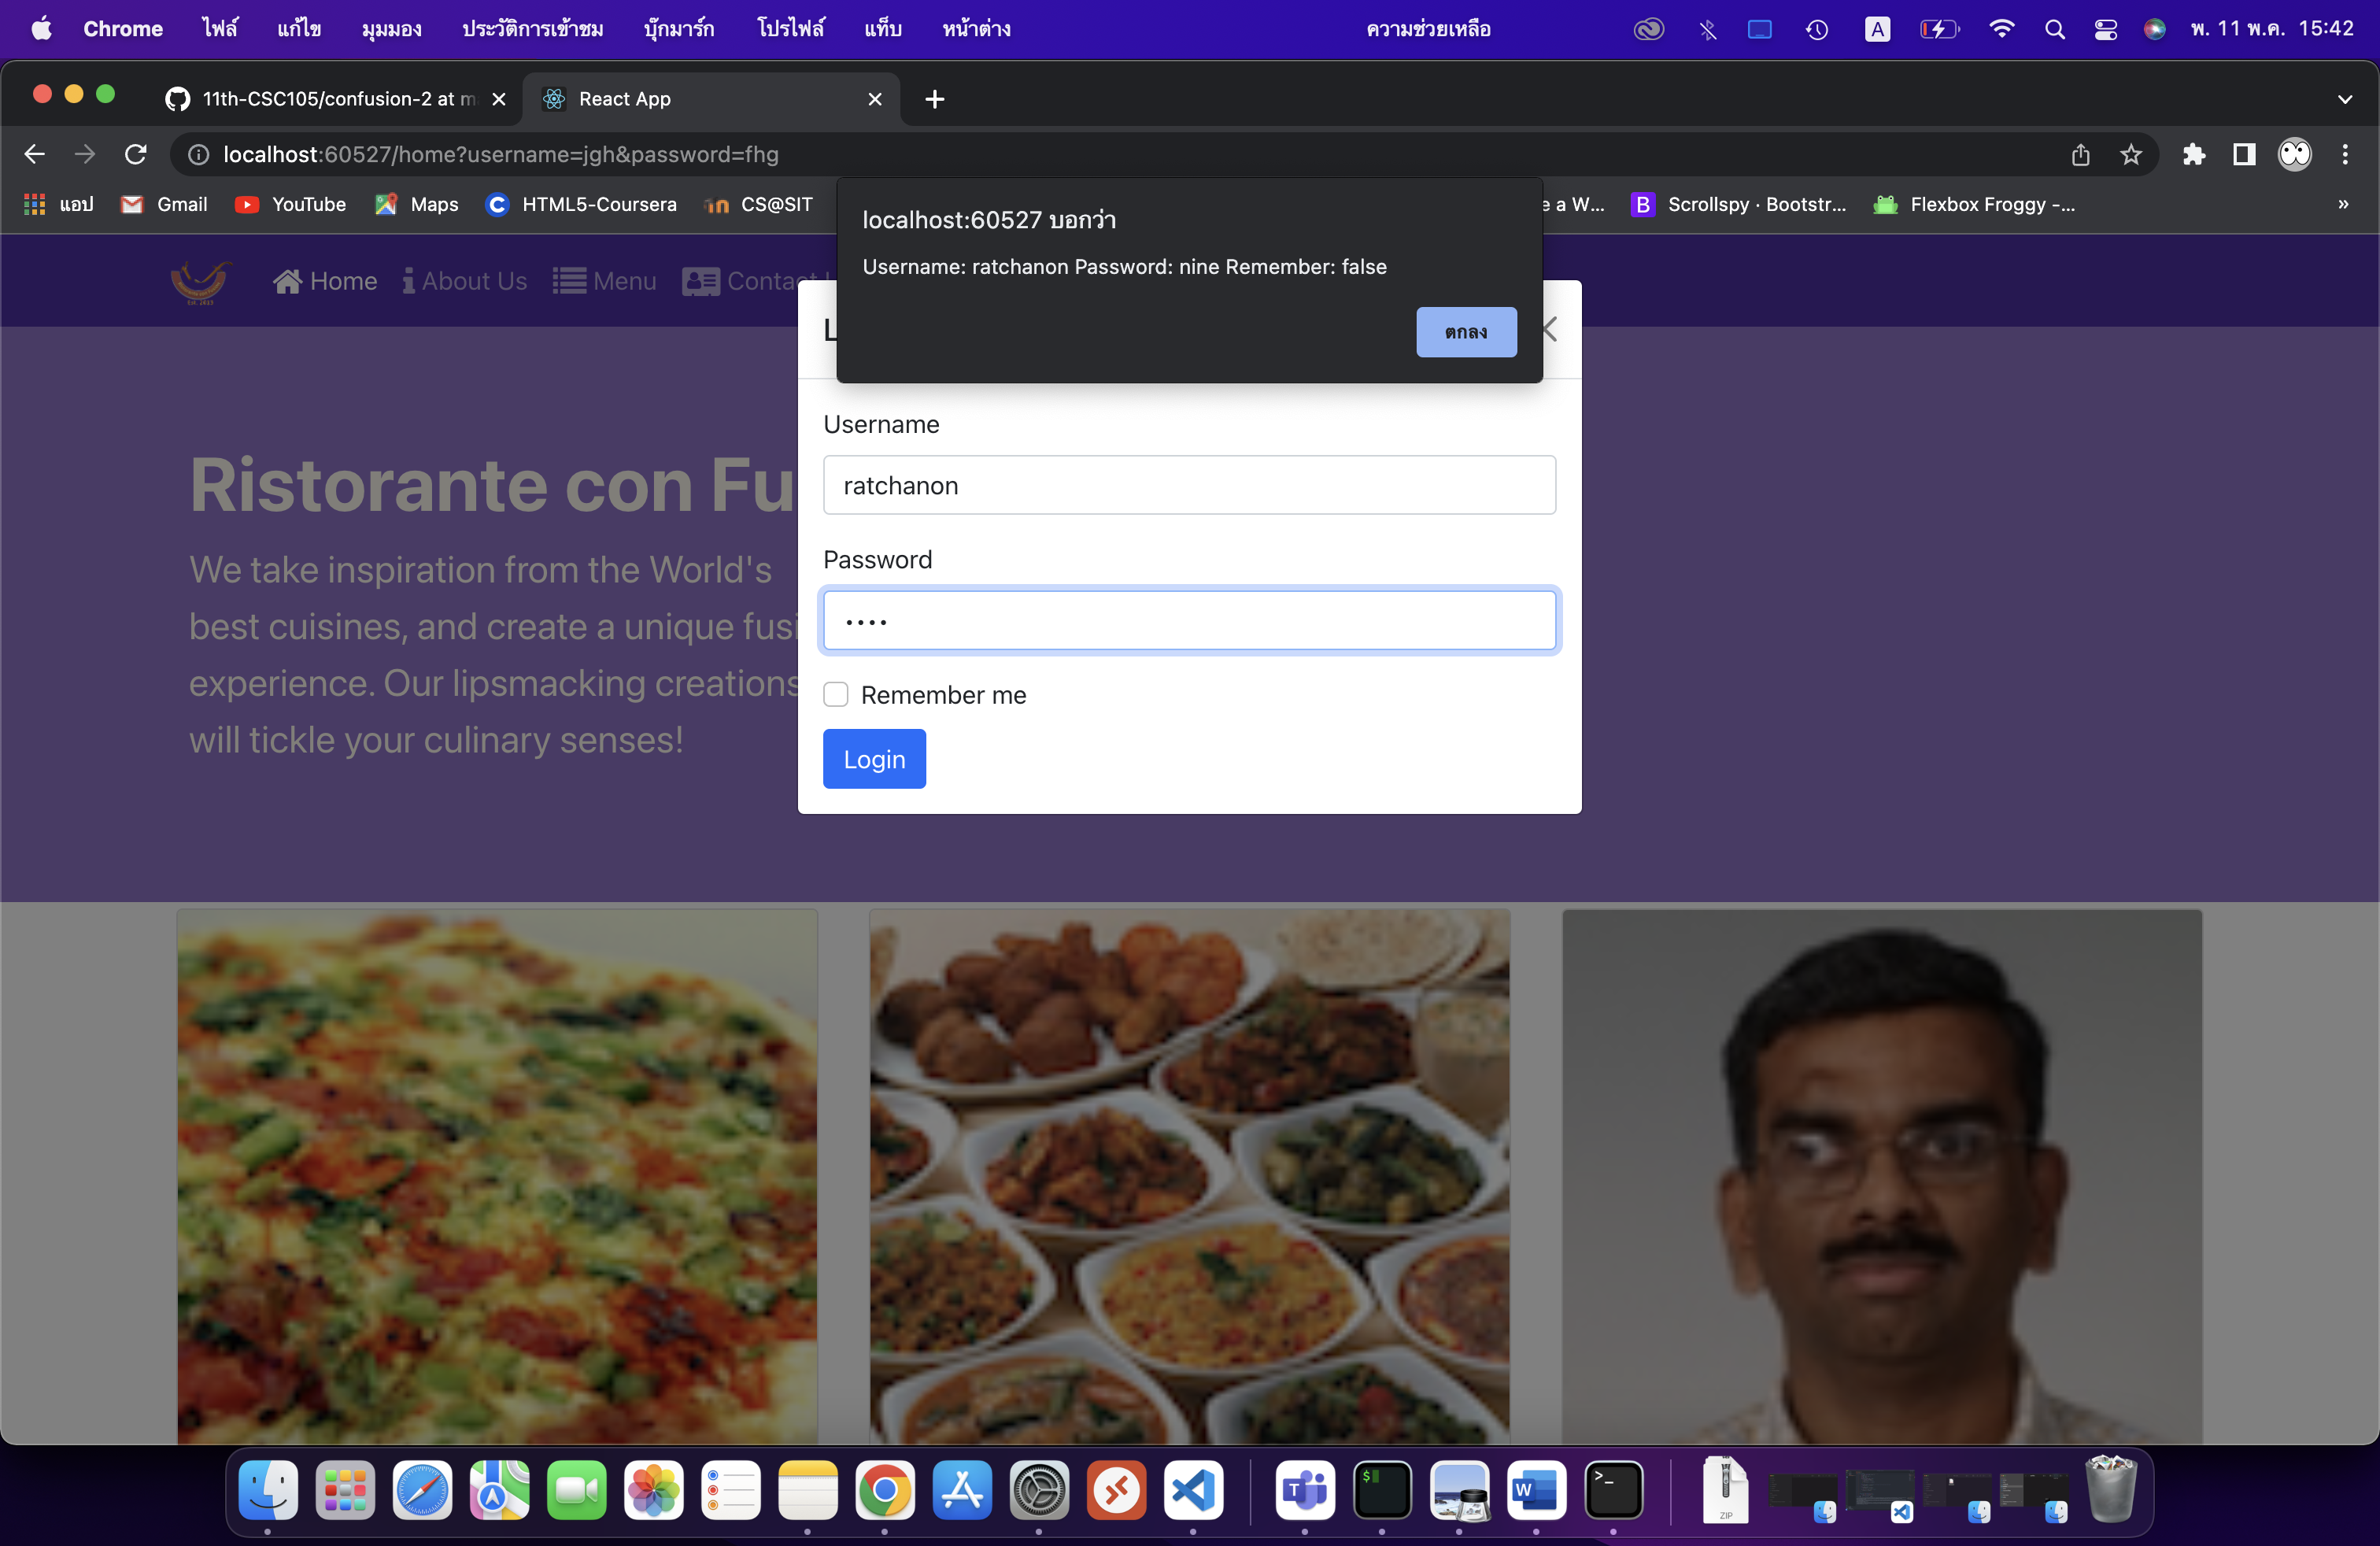 Chrome ไฟล์ แก้ไข มุมมอง ประวัติการเข้าชม บุ๊กมาร์ก โปรไฟล์ แท็บ หน้าต่าง ความช่วยเหลือ A พ. 11 พ.ค. 15:42
11th-CSC105/confusion-2 at m
React App
localhost:60527/home?username=jgh&password=fhg
แอป Gmail YouTube Maps HTML5-Coursera CS@SIT e a W... Scrollspy · Bootstr... Flexbox Froggy -... »
localhost:60527 บอกว่า
Username: ratchanon Password: nine Remember: false
ตกลง
Home About Us Menu Contact
L
Username
ratchanon
Password
••••
Remember me
Login
Ristorante con Fu
We take inspiration from the World's
best cuisines, and create a unique fusi
experience. Our lipsmacking creations
will tickle your culinary senses!
ZIP